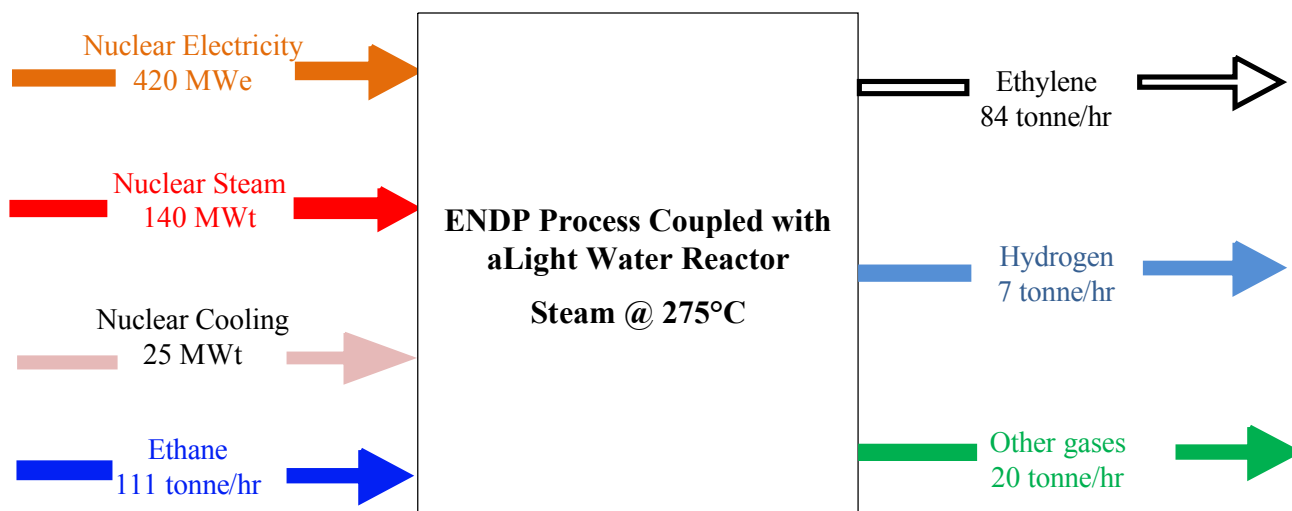 Nuclear Electricity
420 MWe
Nuclear Steam
140 MWt
Nuclear Cooling
25 MWt
Ethane
111 tonne/hr
ENDP Process Coupled with
aLight Water Reactor
Steam @ 275°C
Ethylene
84 tonne/hr
Hydrogen
7 tonne/hr
Other gases
20 tonne/hr